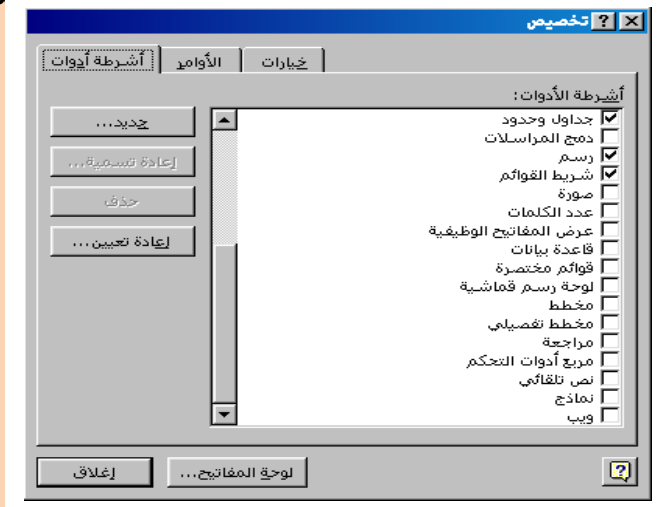 تخصيص
أشرطة أدوات
الأوامر
خيارات
أشرطة الأدوات:
جداول وحدود
دمج المراسلات
رسم
شريط القوائم
صورة
عدد الكلمات
عرض المفاتيح الوظيفية
قاعدة بيانات
قوائم مختصرة
لوحة رسم قماشية
مخطط
مخطط تفصيلي
مراجعة
مربع أدوات التحكم
نص تلقائي
نماذج
ويب
جديد...
إعادة تسمية...
حذف
إعادة تعيين...
لوحة المفاتيح...
إغلاق